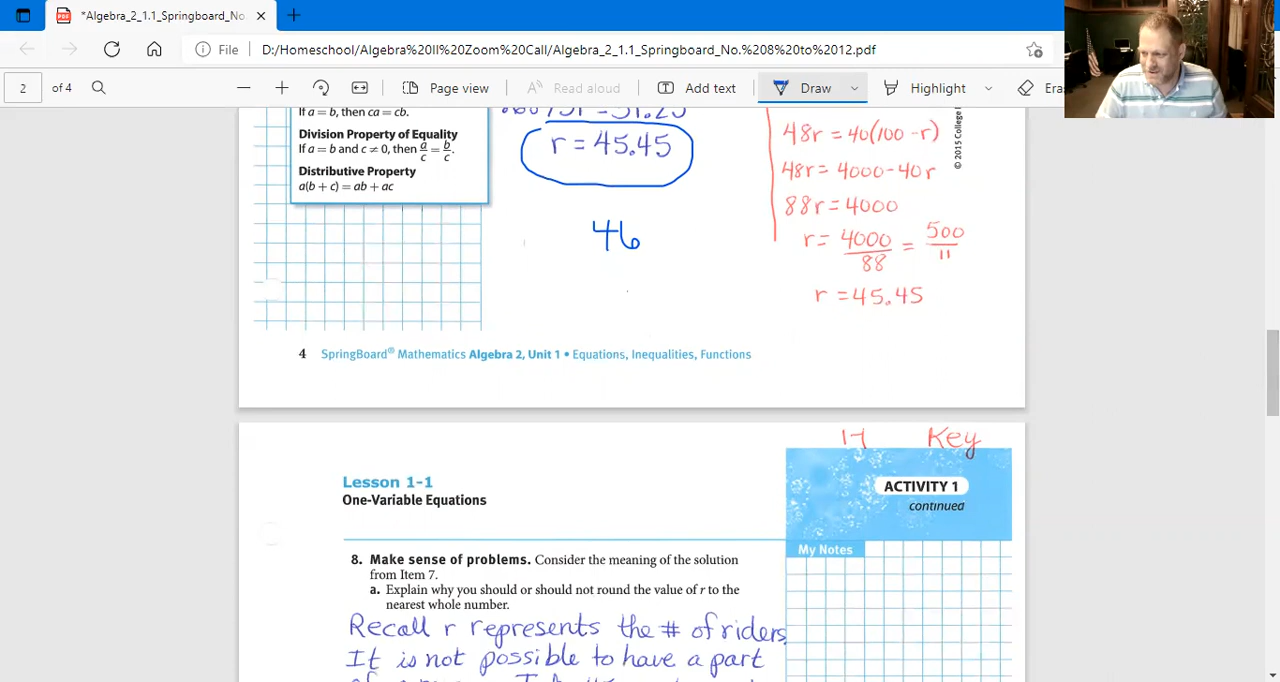 *Algebra_2_1.1_Springboard_No.
File
D:/Homeschool/Algebra%20II%20Zoom%20Call/Algebra_2_1.1_Springboard_No.%208%20to%2012.pdf
2
of 4
Page view
Read aloud
Add text
Draw
Highlight
If a = b, then ca = cb.
Division Property of Equality
If a = b and c ≠ 0, then a/c = b/c.
Distributive Property
a(b + c) = ab + ac
r = 45.45
46
48r = 40(100 - r)
48r = 4000 - 40r
88r = 4000
r = 4000/88 = 500/11
r = 45.45
© 2015 College
4 SpringBoard® Mathematics Algebra 2, Unit 1 • Equations, Inequalities, Functions
Key
Lesson 1-1
One-Variable Equations
ACTIVITY 1
continued
My Notes
8. Make sense of problems. Consider the meaning of the solution
from Item 7.
a. Explain why you should or should not round the value of r to the
nearest whole number.
Recall r represents the # of riders.
It is not possible to have a part